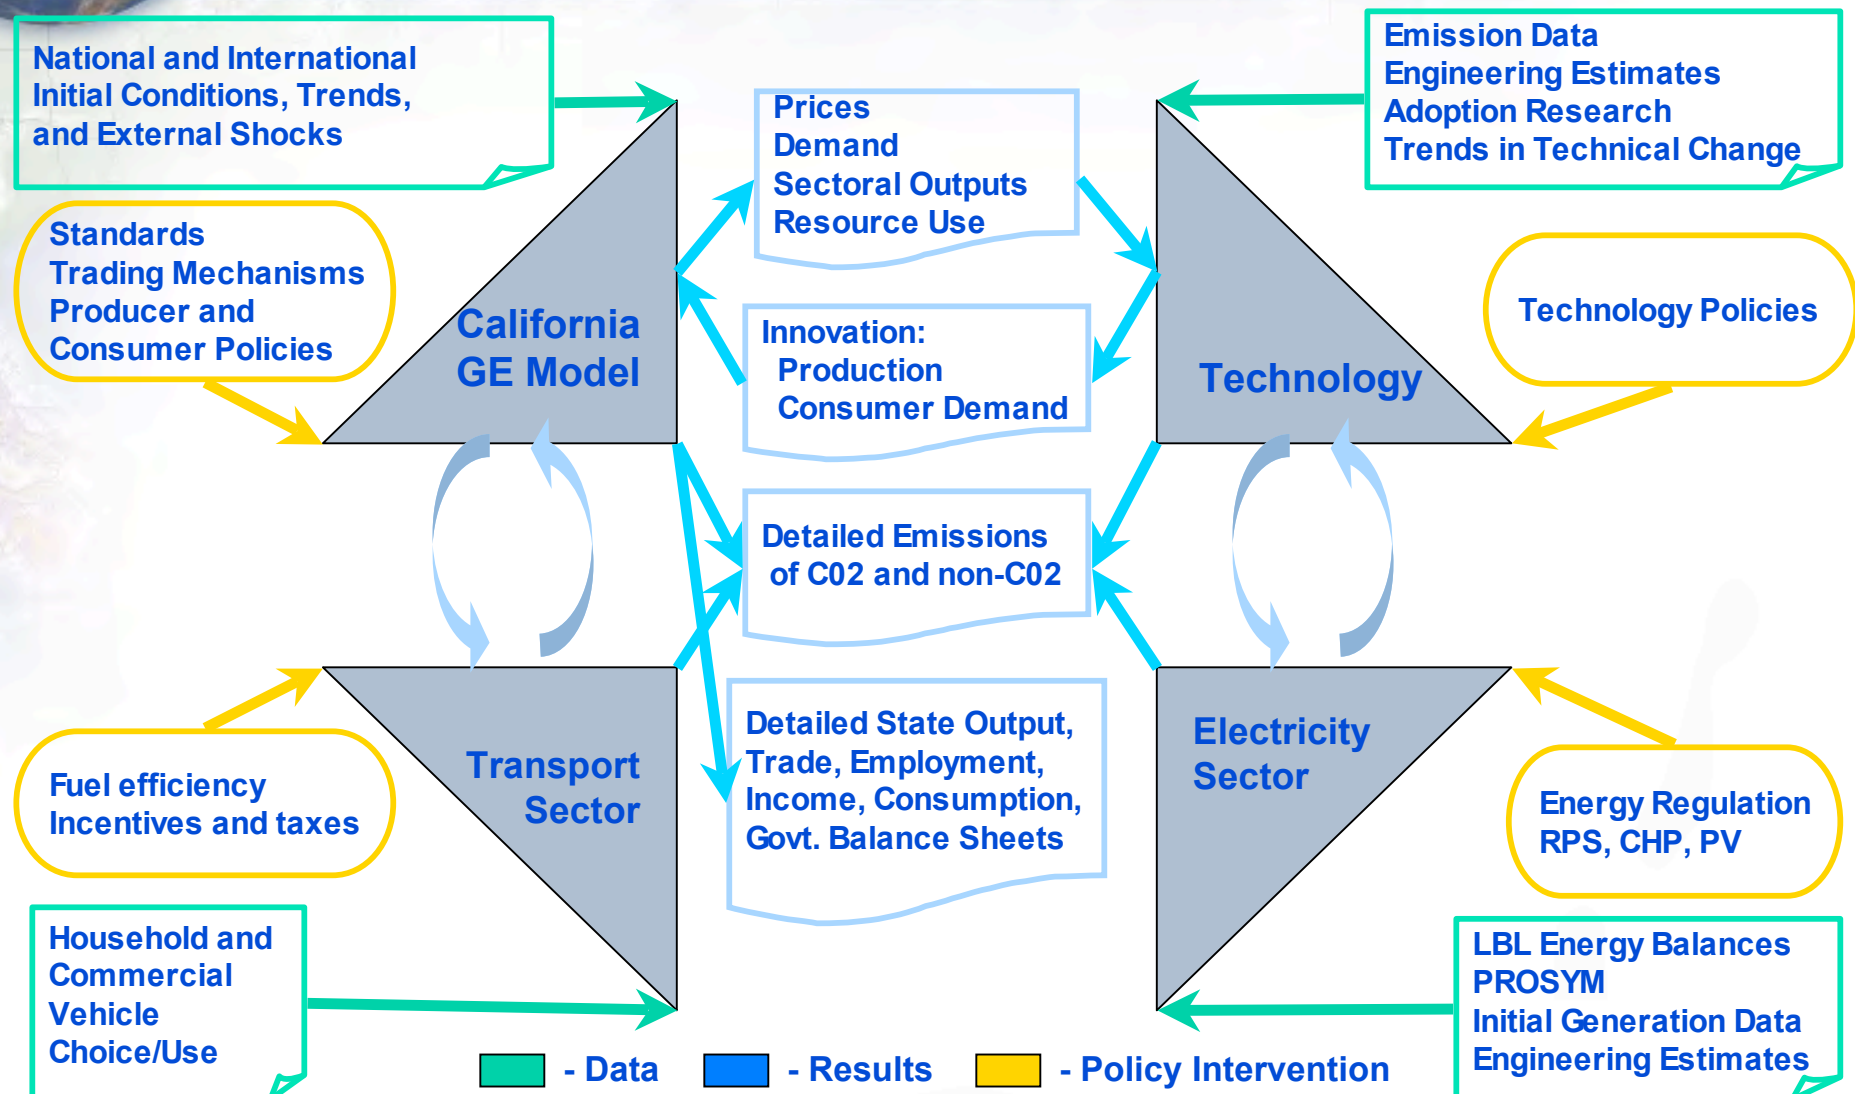 National and International
Initial Conditions, Trends,
and External Shocks
Emission Data
Engineering Estimates
Adoption Research
Trends in Technical Change
Prices
Demand
Sectoral Outputs
Resource Use
Standards
Trading Mechanisms
Producer and
Consumer Policies
Technology Policies
California
GE Model
Innovation:
Production
Consumer Demand
Technology
Detailed Emissions
of C02 and non-C02
Transport
Sector
Detailed State Output,
Trade, Employment,
Income, Consumption,
Govt. Balance Sheets
Electricity
Sector
Fuel efficiency
Incentives and taxes
Energy Regulation
RPS, CHP, PV
Household and
Commercial
Vehicle
Choice/Use
LBL Energy Balances
PROSYM
Initial Generation Data
Engineering Estimates
- Data
- Results
- Policy Intervention